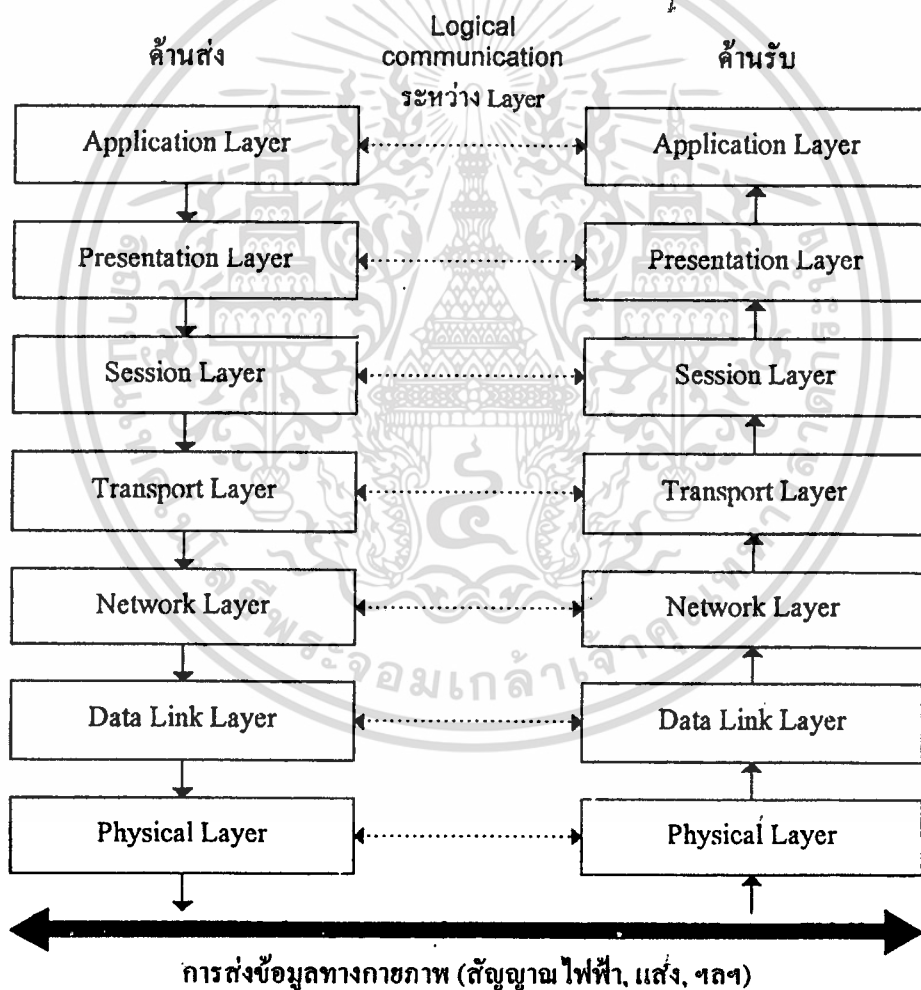 ด้านส่ง
Logical
communication
ระหว่าง Layer
ด้านรับ
Application Layer
Application Layer
Presentation Layer
Presentation Layer
Session Layer
Session Layer
Transport Layer
Transport Layer
Network Layer
Network Layer
Data Link Layer
Data Link Layer
Physical Layer
Physical Layer
การส่งข้อมูลทางกายภาพ (สัญญาณไฟฟ้า, แสง, ฯลฯ)